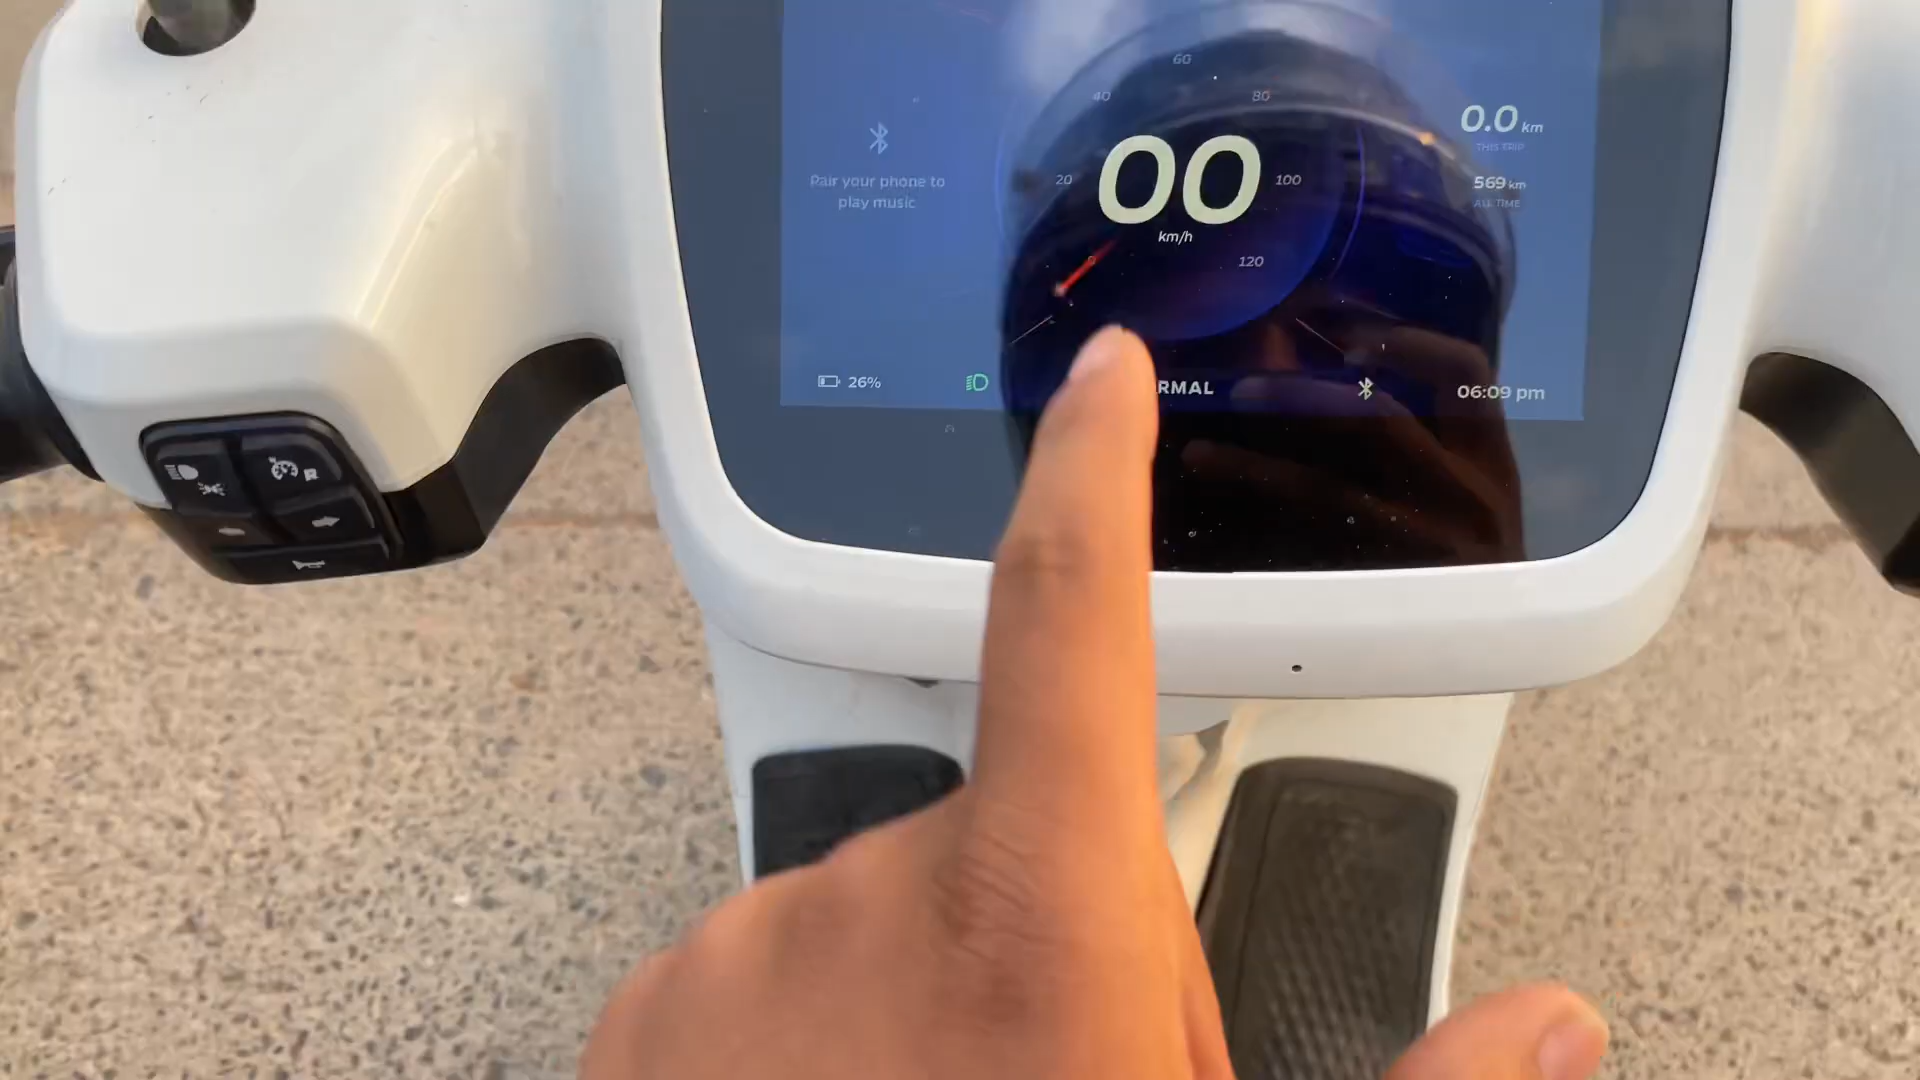 60
40
80
0.0 km
THIS TRIP
Pair your phone to
play music
20
00
100
569 km
ALL TIME
km/h
0
120
26%
RMAL
06:09 pm